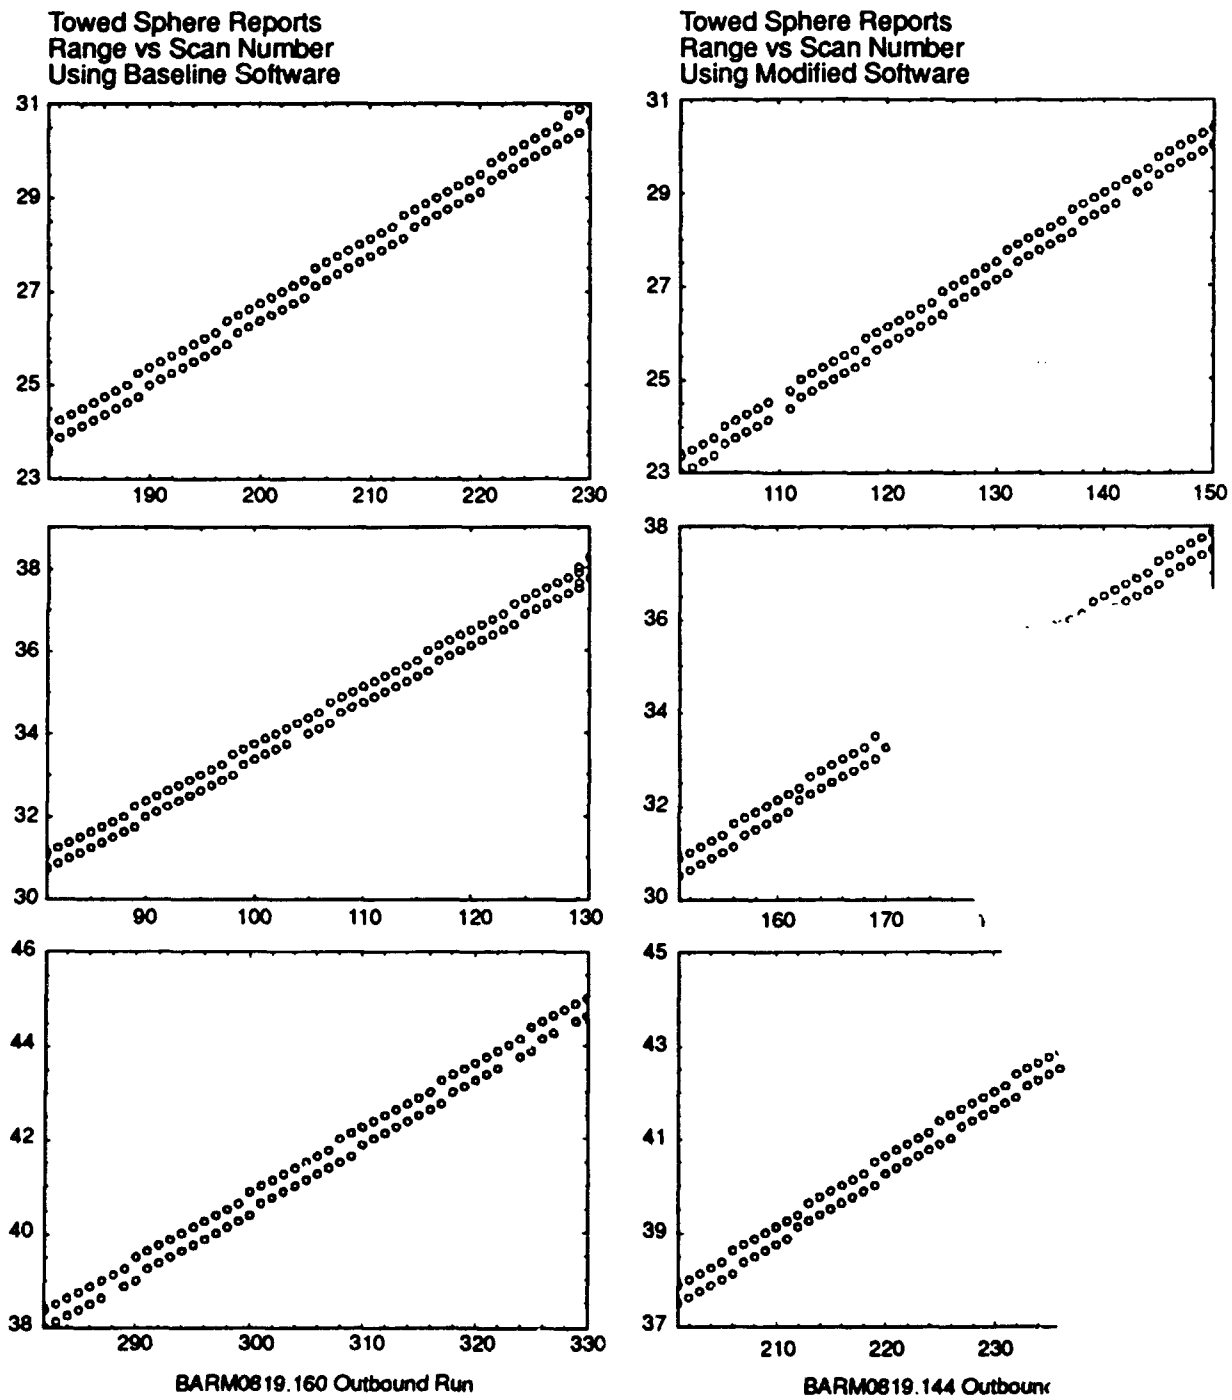 Towed Sphere Reports
Range vs Scan Number
Using Baseline Software
31
29
27
25
23
190 200 210 220 230
38
36
34
32
30
90 100 110 120 130
46
44
42
40
38
290 300 310 320 330
BARM0819.160 Outbound Run
Towed Sphere Reports
Range vs Scan Number
Using Modified Software
31
29
27
25
23
110 120 130 140 150
38
36
34
32
30
160 170
45
43
41
39
37
210 220 230
BARM0819.144 Outboun